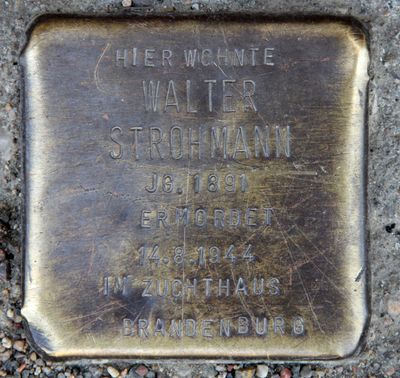 HIER WOHNTE
WALTER
STROHMANN
JG. 1891
ERMORDET
14.8.1944
IM ZUCHTHAUS
BRANDENBURG